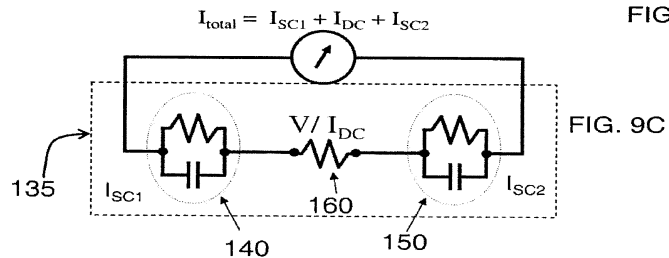 I_total = I_SC1 + I_DC + I_SC2
FIG
V/ I_DC
FIG. 9C
135
I_SC1
160
I_SC2
140
150